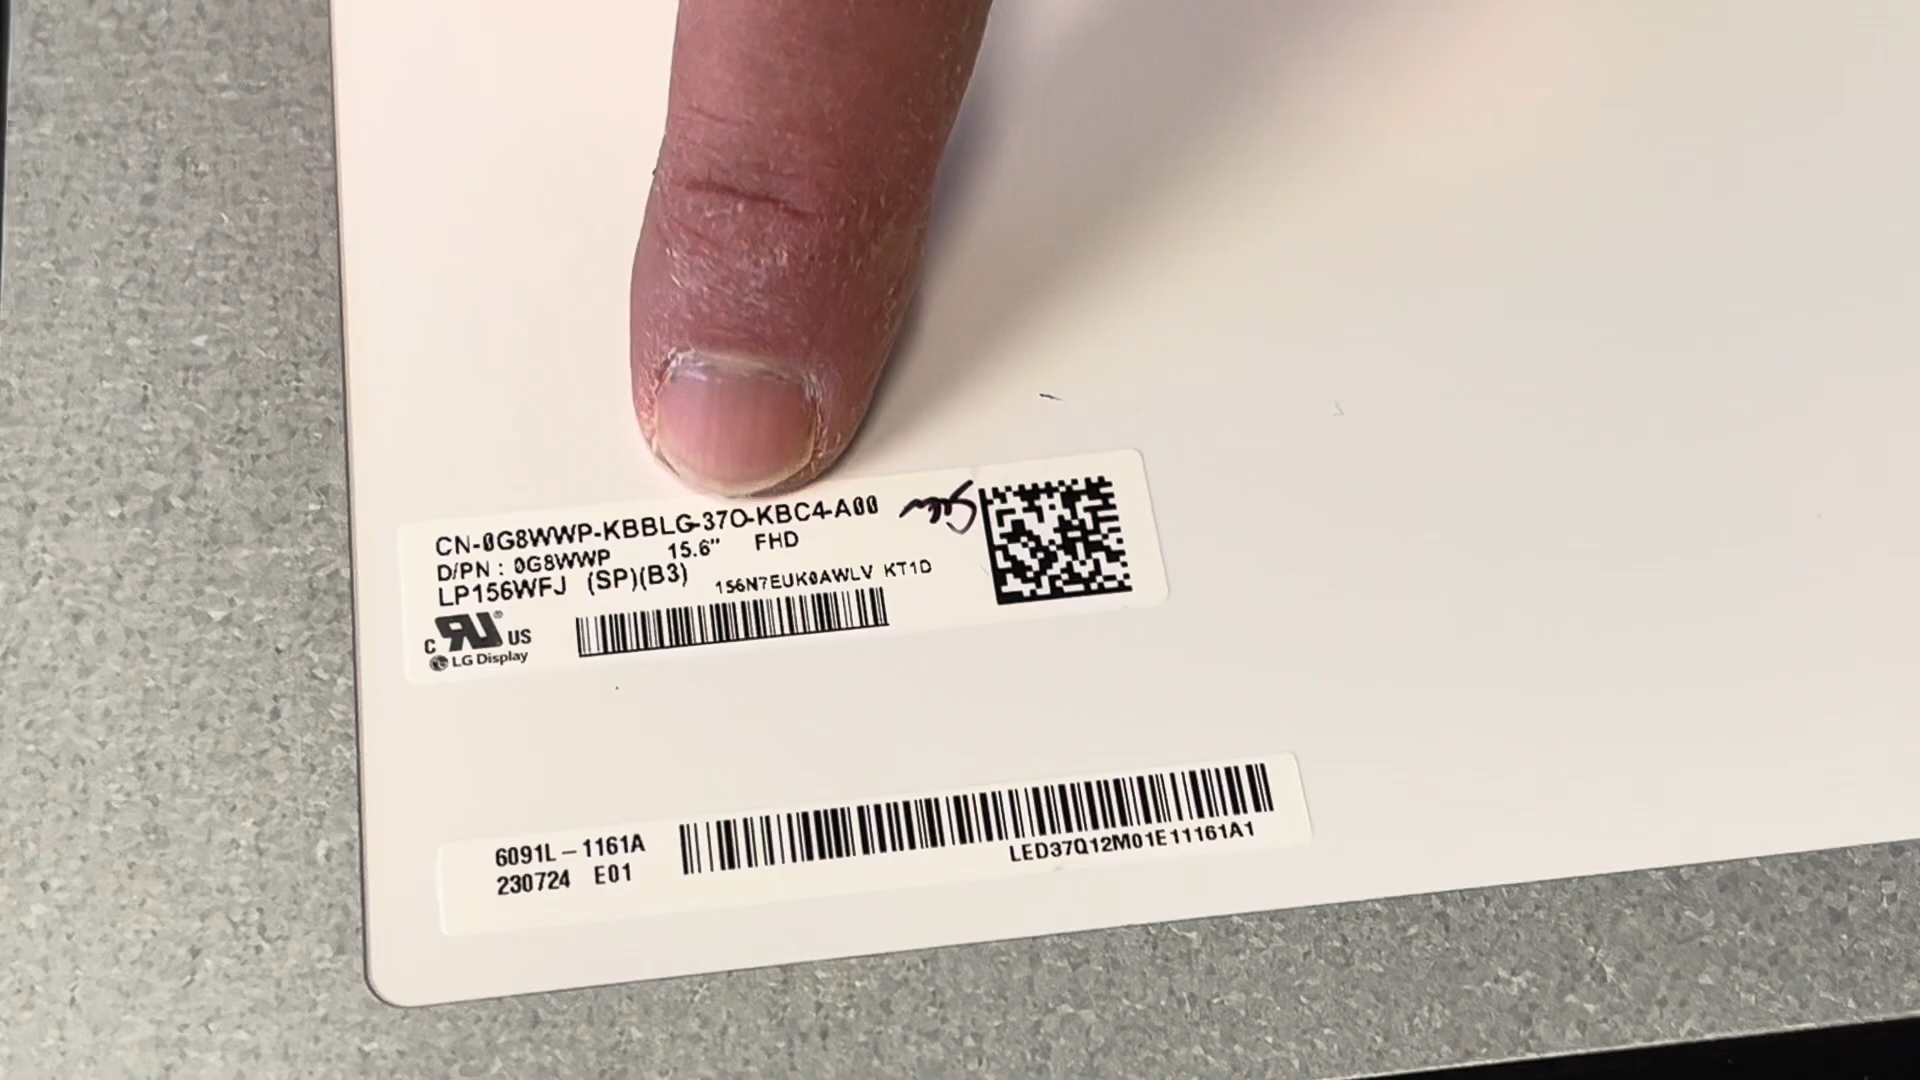 CN-0G8WWP-KBBLG-37O-KBC4-A00
D/PN : 0G8WWP 15.6" FHD
LP156WFJ (SP)(B3) 156N7EUK0AWLV KT1D
c RU ® US
LG Display
6091L-1161A
230724 E01
LED37Q12M01E11161A1